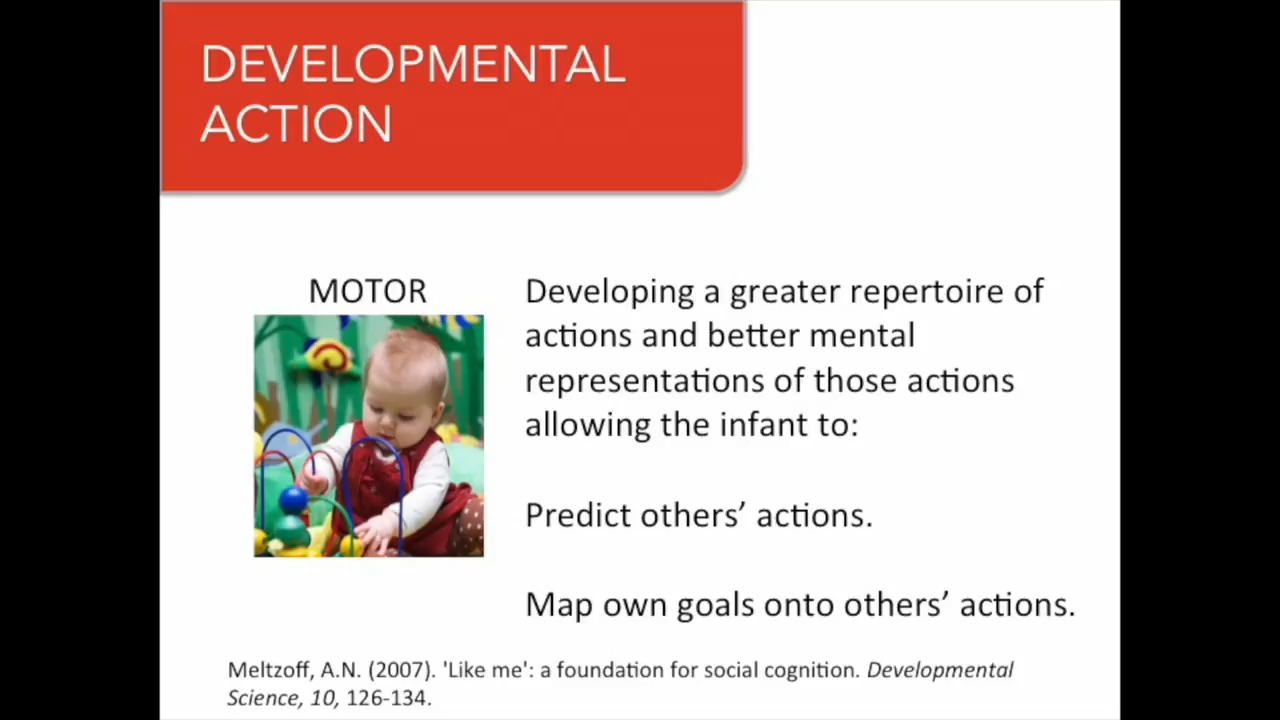 DEVELOPMENTAL
ACTION
MOTOR
Developing a greater repertoire of
actions and better mental
representations of those actions
allowing the infant to:
Predict others’ actions.
Map own goals onto others’ actions.
Meltzoff, A.N. (2007). 'Like me': a foundation for social cognition. Developmental
Science, 10, 126-134.